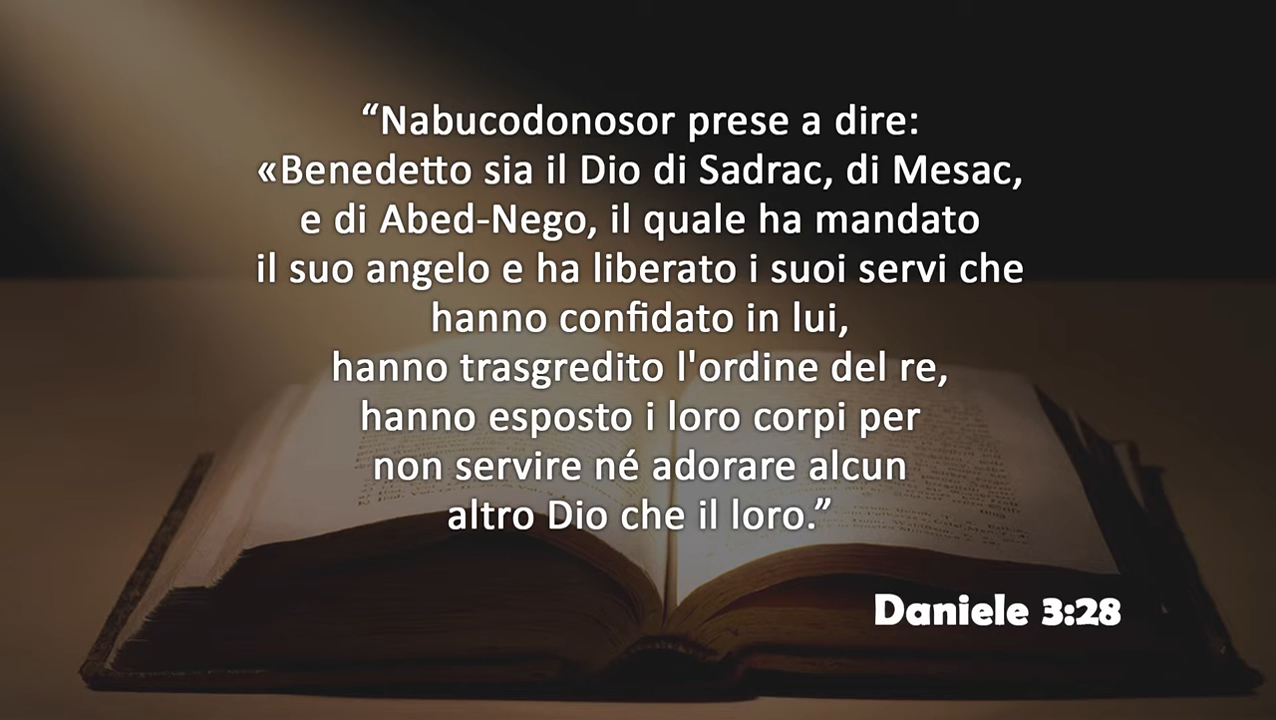 “Nabucodonosor prese a dire:
«Benedetto sia il Dio di Sadrac, di Mesac,
e di Abed-Nego, il quale ha mandato
il suo angelo e ha liberato i suoi servi che
hanno confidato in lui,
hanno trasgredito l'ordine del re,
hanno esposto i loro corpi per
non servire né adorare alcun
altro Dio che il loro.”
Daniele 3:28